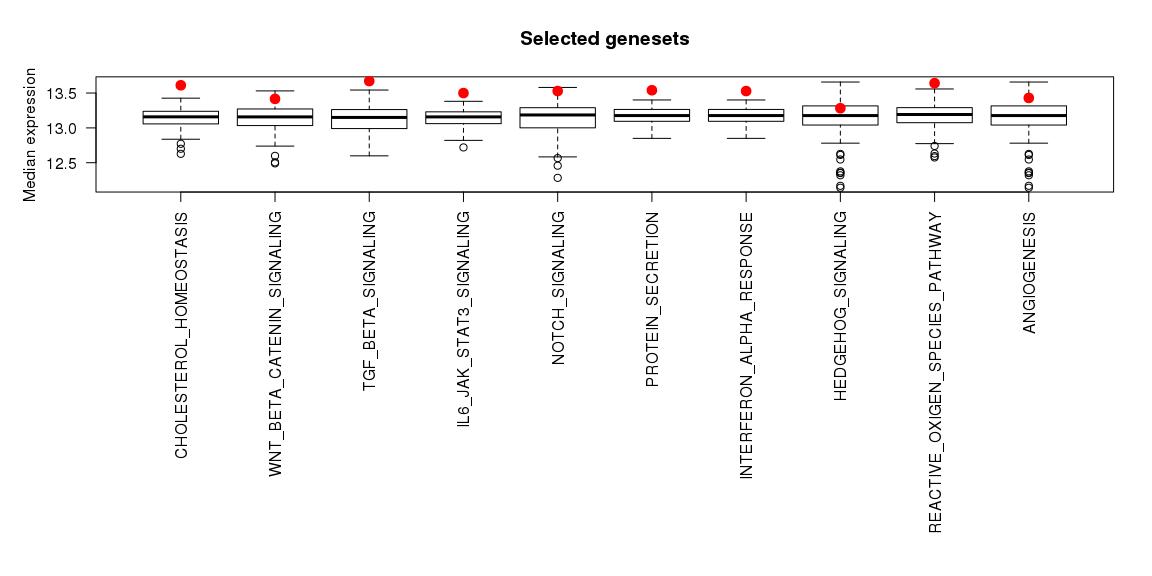 Selected genesets
Median expression
13.5
13.0
12.5
CHOLESTEROL_HOMEOSTASIS
WNT_BETA_CATENIN_SIGNALING
TGF_BETA_SIGNALING
IL6_JAK_STAT3_SIGNALING
NOTCH_SIGNALING
PROTEIN_SECRETION
INTERFERON_ALPHA_RESPONSE
HEDGEHOG_SIGNALING
REACTIVE_OXIGEN_SPECIES_PATHWAY
ANGIOGENESIS